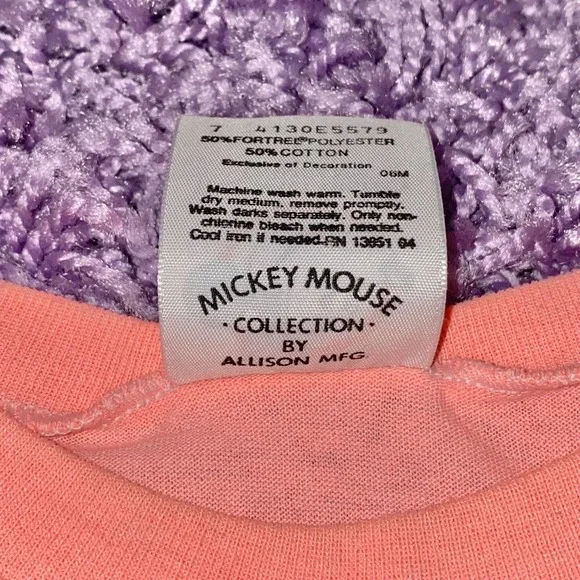 7 4130E5579
50%FORTREL®POLYESTER
50%COTTON
Exclusive of Decoration
06M
Machine wash warm. Tumble
dry medium, remove promptly.
Wash darks separately. Only non-
chlorine bleach when needed.
Cool iron if needed.RN 13851 04
MICKEY MOUSE
· COLLECTION ·
BY
ALLISON MFG.